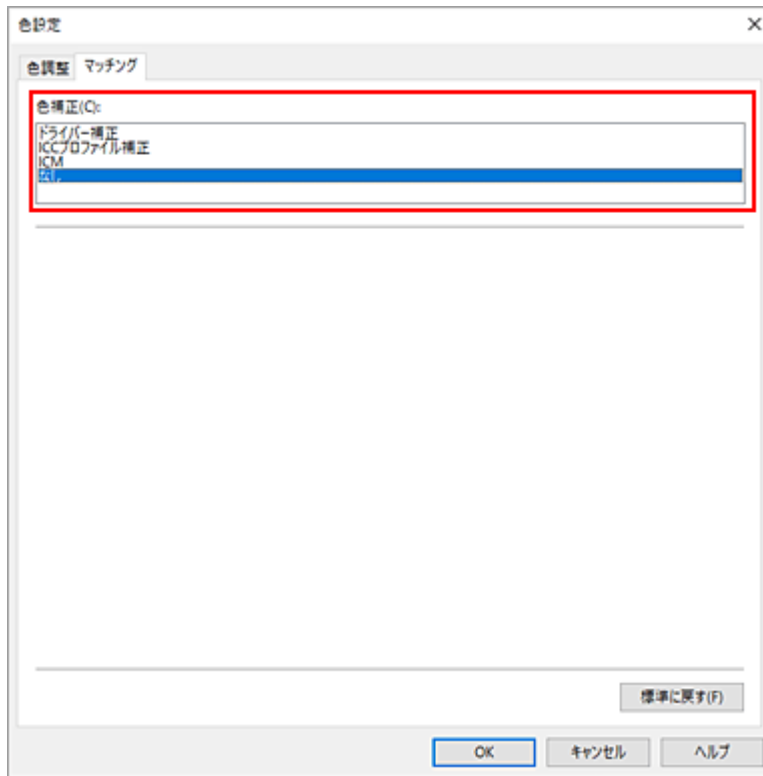 色設定
色調整 マッチング
色補正(C):
ドライバー補正
ICCプロファイル補正
ICM
なし
標準に戻す(F)
OK キャンセル ヘルプ